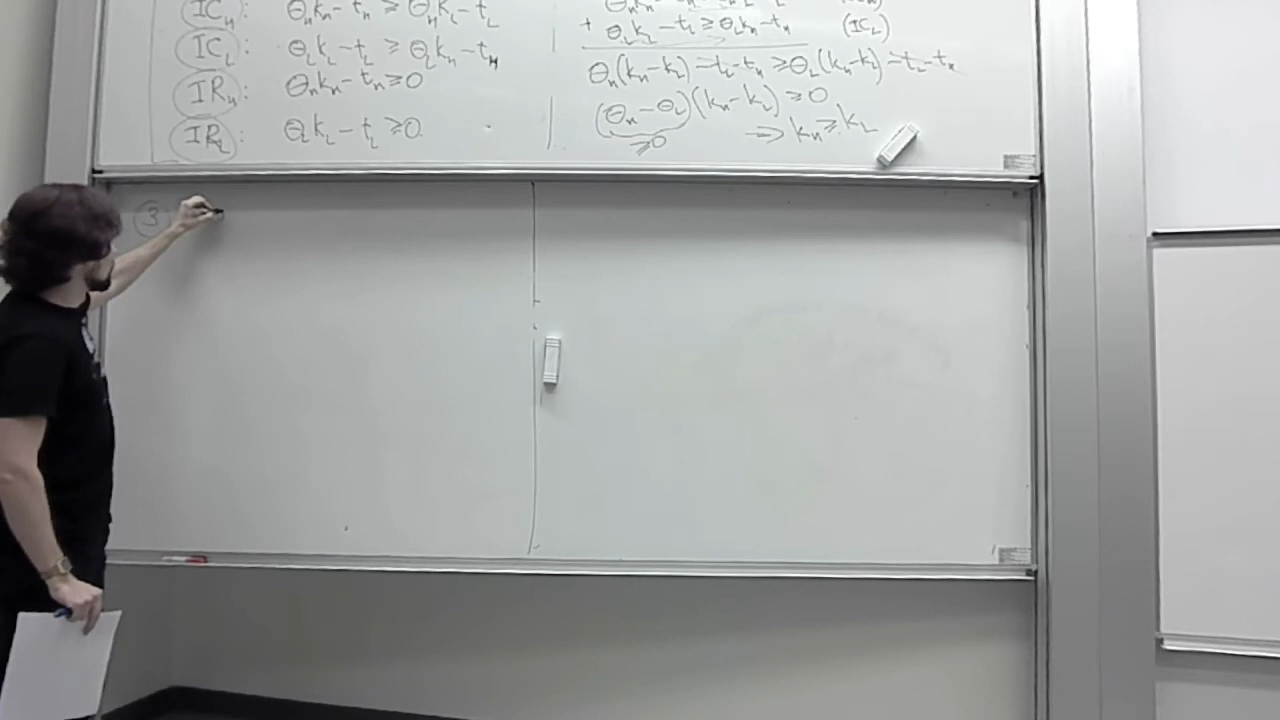 IC_H: θ_H k_H - t_H ≥ θ_H k_L - t_L
IC_L: θ_L k_L - t_L ≥ θ_L k_H - t_H
IR_H: θ_H k_H - t_H ≥ 0
IR_L: θ_L k_L - t_L ≥ 0.
+ θ_L k_L - t_L ≥ θ_L k_H - t_H (IC_L)
θ_H(k_H - k_L) - t_L - t_H ≥ θ_L(k_H - k_L) - t_L - t_H
(θ_H - θ_L)(k_H - k_L) ≥ 0
≥0 ⇒ k_H ≥ k_L
3